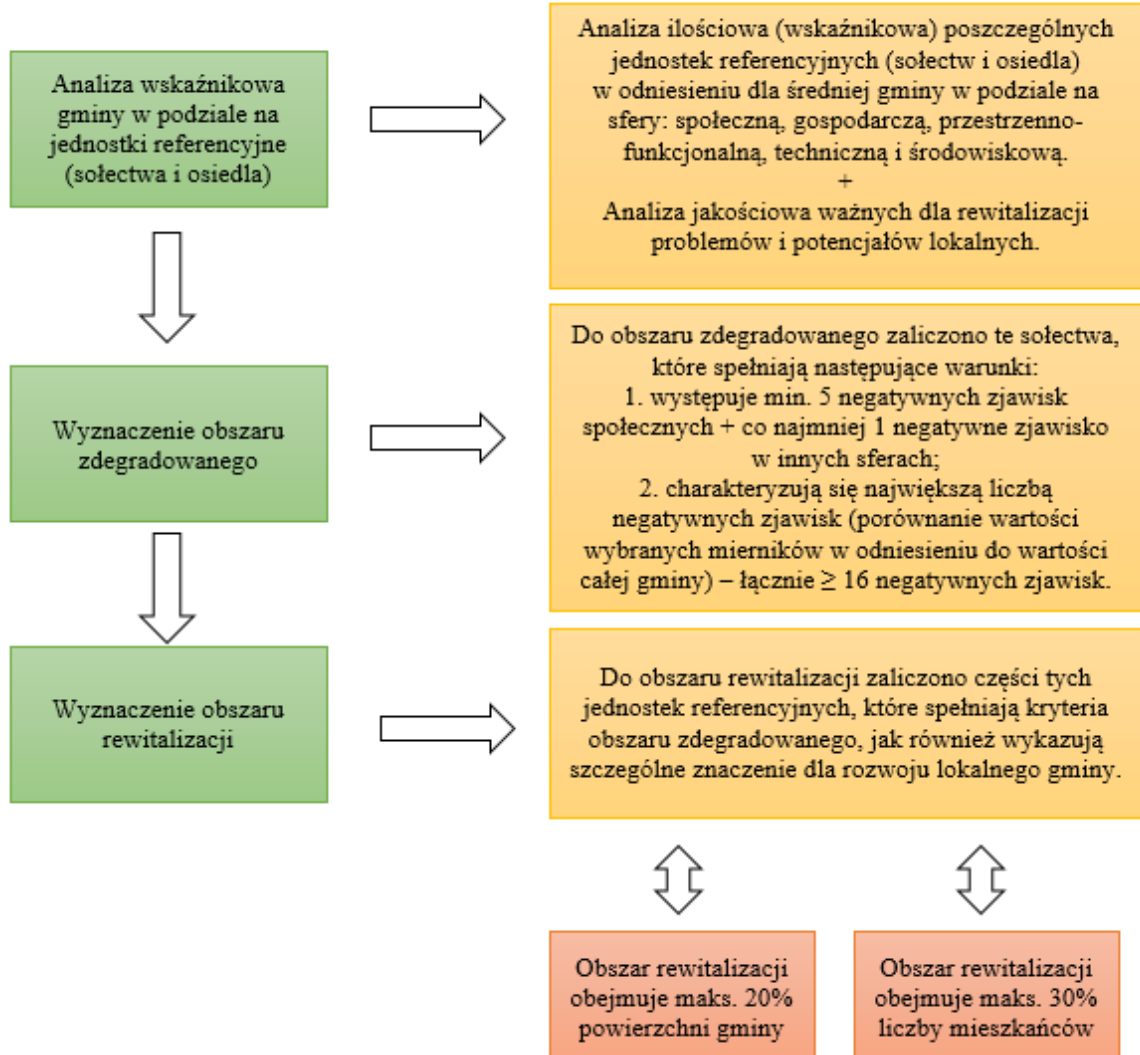 Analiza wskaźnikowa
gminy w podziale na
jednostki referencyjne
(sołectwa i osiedla)
Analiza ilościowa (wskaźnikowa) poszczególnych
jednostek referencyjnych (sołectw i osiedla)
w odniesieniu dla średniej gminy w podziale na
sfery: społeczną, gospodarczą, przestrzenno-
funkcjonalną, techniczną i środowiskową.
+
Analiza jakościowa ważnych dla rewitalizacji
problemów i potencjałów lokalnych.
Wyznaczenie obszaru
zdegradowanego
Do obszaru zdegradowanego zaliczono te sołectwa,
które spełniają następujące warunki:
1. występuje min. 5 negatywnych zjawisk
społecznych + co najmniej 1 negatywne zjawisko
w innych sferach;
2. charakteryzują się największą liczbą
negatywnych zjawisk (porównanie wartości
wybranych mierników w odniesieniu do wartości
całej gminy) – łącznie ≥ 16 negatywnych zjawisk.
Wyznaczenie obszaru
rewitalizacji
Do obszaru rewitalizacji zaliczono części tych
jednostek referencyjnych, które spełniają kryteria
obszaru zdegradowanego, jak również wykazują
szczególne znaczenie dla rozwoju lokalnego gminy.
Obszar rewitalizacji
obejmuje maks. 20%
powierzchni gminy
Obszar rewitalizacji
obejmuje maks. 30%
liczby mieszkańców